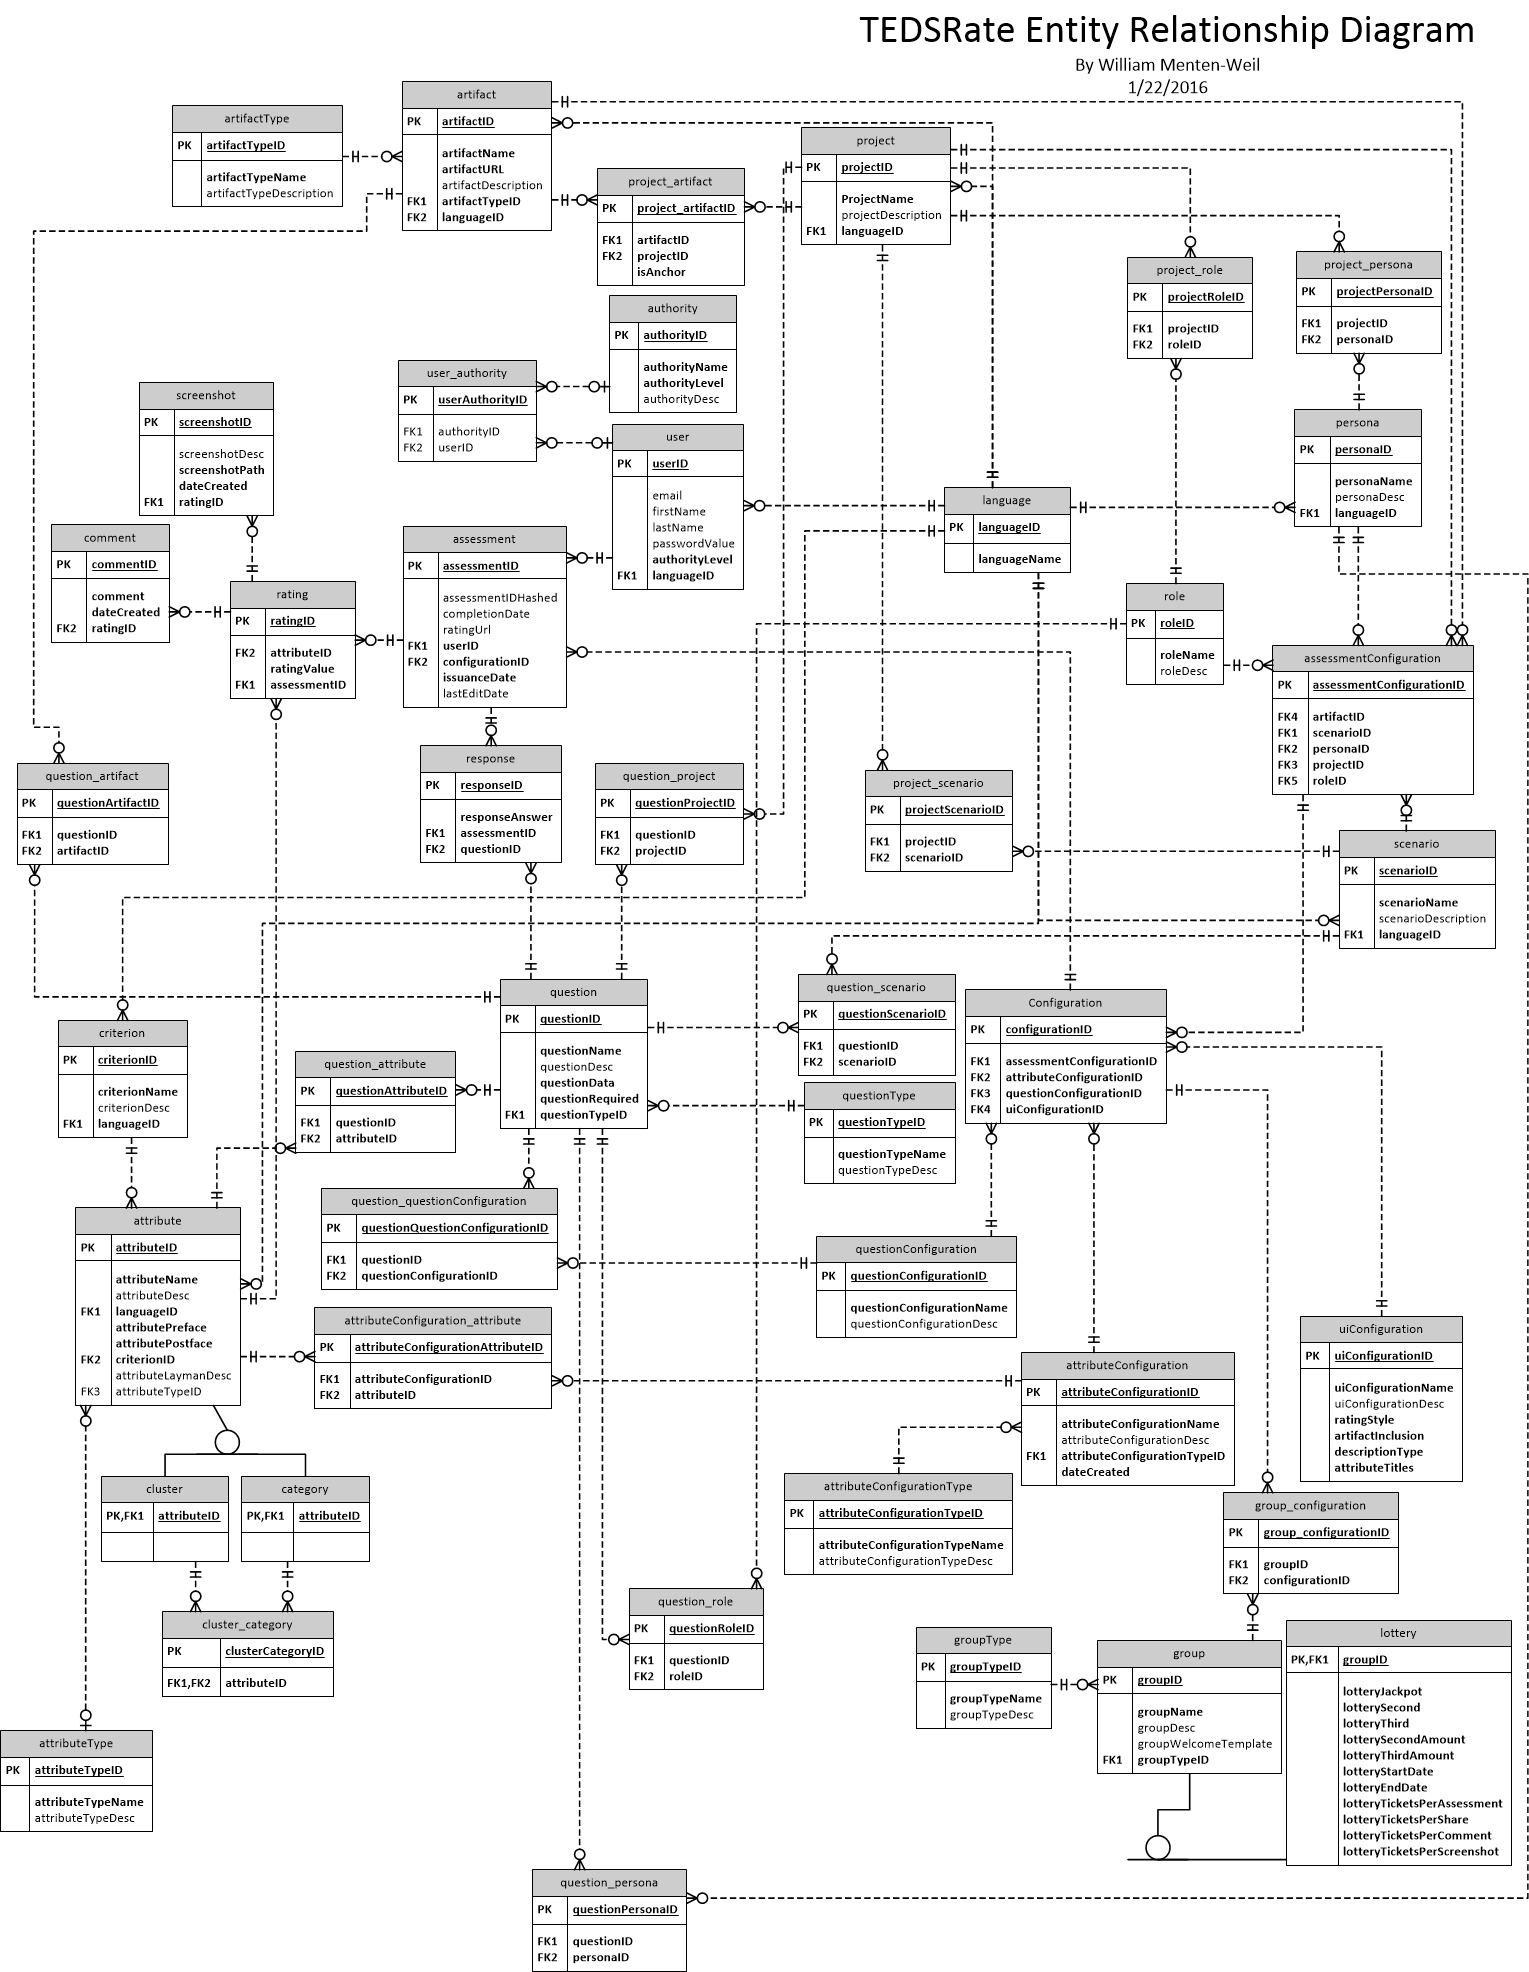 TEDSRate Entity Relationship Diagram
By William Menten-Weil
1/22/2016
artifact
PK artifactID
artifactName
artifactURL
artifactDescription
FK1 artifactTypeID
FK2 languageID
artifactType
PK artifactTypeID
artifactTypeName
artifactTypeDescription
project
PK projectID
ProjectName
projectDescription
FK1 languageID
project_artifact
PK project_artifactID
FK1 artifactID
FK2 projectID
isAnchor
project_role
PK projectRoleID
FK1 projectID
FK2 roleID
project_persona
PK projectPersonaID
FK1 projectID
FK2 personaID
authority
PK authorityID
authorityName
authorityLevel
authorityDesc
user_authority
PK userAuthorityID
FK1 authorityID
FK2 userID
screenshot
PK screenshotID
screenshotDesc
screenshotPath
dateCreated
FK1 ratingID
user
PK userID
email
firstName
lastName
passwordValue
authorityLevel
FK1 languageID
persona
PK personaID
personaName
personaDesc
FK1 languageID
language
PK languageID
languageName
comment
PK commentID
comment
dateCreated
FK2 ratingID
assessment
PK assessmentID
assessmentIDHashed
completionDate
ratingUrl
FK1 userID
FK2 configurationID
issuanceDate
lastEditDate
rating
PK ratingID
FK2 attributeID
ratingValue
FK1 assessmentID
role
PK roleID
roleName
roleDesc
assessmentConfiguration
PK assessmentConfigurationID
FK4 artifactID
FK1 scenarioID
FK2 personaID
FK3 projectID
FK5 roleID
question_artifact
PK questionArtifactID
FK1 questionID
FK2 artifactID
response
PK responseID
responseAnswer
FK1 assessmentID
FK2 questionID
question_project
PK questionProjectID
FK1 questionID
FK2 projectID
project_scenario
PK projectScenarioID
FK1 projectID
FK2 scenarioID
scenario
PK scenarioID
scenarioName
scenarioDescription
FK1 languageID
question
PK questionID
questionName
questionDesc
questionData
questionRequired
FK1 questionTypeID
question_scenario
PK questionScenarioID
FK1 questionID
FK2 scenarioID
Configuration
PK configurationID
FK1 assessmentConfigurationID
FK2 attributeConfigurationID
FK3 questionConfigurationID
FK4 uiConfigurationID
criterion
PK criterionID
criterionName
criterionDesc
FK1 languageID
question_attribute
PK questionAttributeID
FK1 questionID
FK2 attributeID
questionType
PK questionTypeID
questionTypeName
questionTypeDesc
question_questionConfiguration
PK questionQuestionConfigurationID
FK1 questionID
FK2 questionConfigurationID
attribute
PK attributeID
attributeName
attributeDesc
FK1 languageID
attributePreface
attributePostface
FK2 criterionID
attributeLaymanDesc
FK3 attributeTypeID
questionConfiguration
PK questionConfigurationID
questionConfigurationName
questionConfigurationDesc
attributeConfiguration_attribute
PK attributeConfigurationAttributeID
FK1 attributeConfigurationID
FK2 attributeID
uiConfiguration
PK uiConfigurationID
uiConfigurationName
uiConfigurationDesc
ratingStyle
artifactInclusion
descriptionType
attributeTitles
attributeConfiguration
PK attributeConfigurationID
attributeConfigurationName
attributeConfigurationDesc
FK1 attributeConfigurationTypeID
dateCreated
cluster
PK,FK1 attributeID
category
PK,FK1 attributeID
attributeConfigurationType
PK attributeConfigurationTypeID
attributeConfigurationTypeName
attributeConfigurationTypeDesc
group_configuration
PK group_configurationID
FK1 groupID
FK2 configurationID
cluster_category
PK clusterCategoryID
FK1,FK2 attributeID
question_role
PK questionRoleID
FK1 questionID
FK2 roleID
groupType
PK groupTypeID
groupTypeName
groupTypeDesc
group
PK groupID
groupName
groupDesc
groupWelcomeTemplate
FK1 groupTypeID
lottery
PK,FK1 groupID
lotteryJackpot
lotterySecond
lotteryThird
lotterySecondAmount
lotteryThirdAmount
lotteryStartDate
lotteryEndDate
lotteryTicketsPerAssessment
lotteryTicketsPerShare
lotteryTicketsPerComment
lotteryTicketsPerScreenshot
attributeType
PK attributeTypeID
attributeTypeName
attributeTypeDesc
question_persona
PK questionPersonaID
FK1 questionID
FK2 personaID